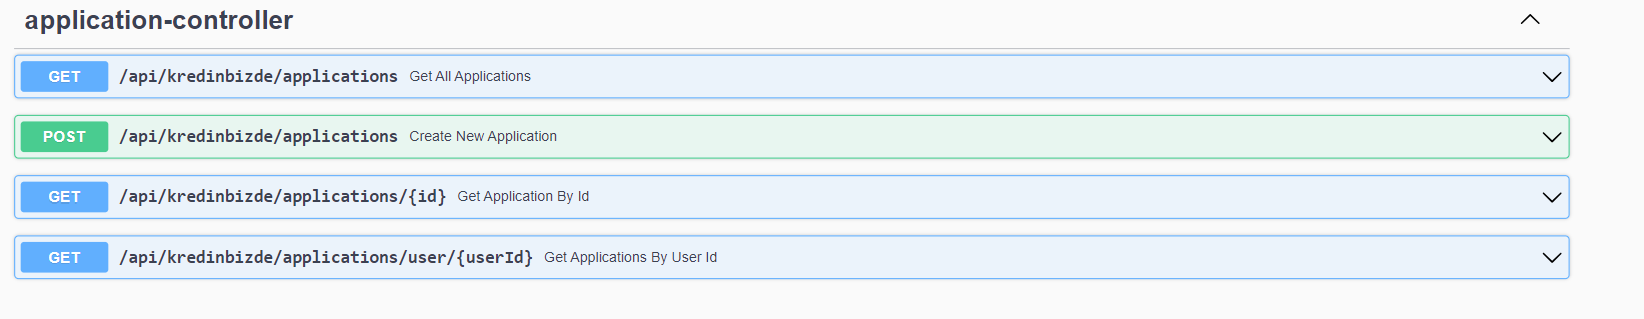 application-controller
GET /api/kredinbizde/applications Get All Applications
POST /api/kredinbizde/applications Create New Application
GET /api/kredinbizde/applications/{id} Get Application By Id
GET /api/kredinbizde/applications/user/{userId} Get Applications By User Id